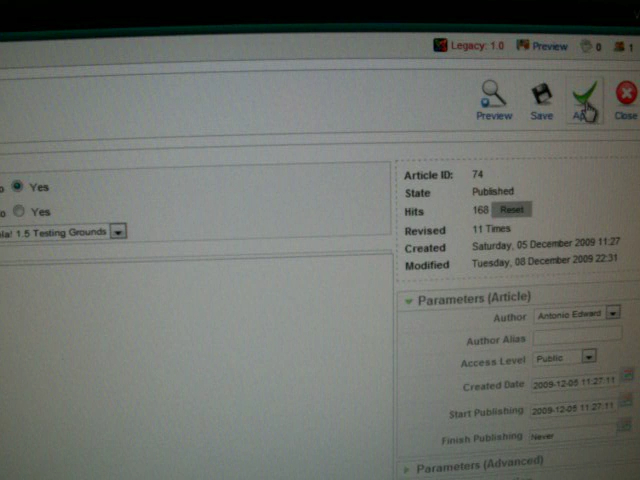 Legacy: 1.0 Preview 0 1
Preview Save Close
o Yes
o Yes
la! 1.5 Testing Grounds
Article ID: 74
State Published
Hits 168 Reset
Revised 11 Times
Created Saturday, 05 December 2009 11:27
Modified Tuesday, 08 December 2009 22:31
Parameters (Article)
Author Antonio Edward
Author Alias
Access Level Public
Created Date 2009-12-05 11:27:11
Start Publishing 2009-12-05 11:27:11
Finish Publishing Never
Parameters (Advanced)